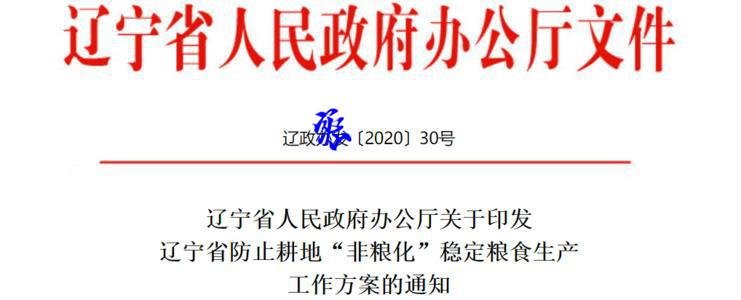 辽宁省人民政府办公厅文件
辽政办发〔2020〕30号
辽宁省人民政府办公厅关于印发
辽宁省防止耕地“非粮化”稳定粮食生产
工作方案的通知